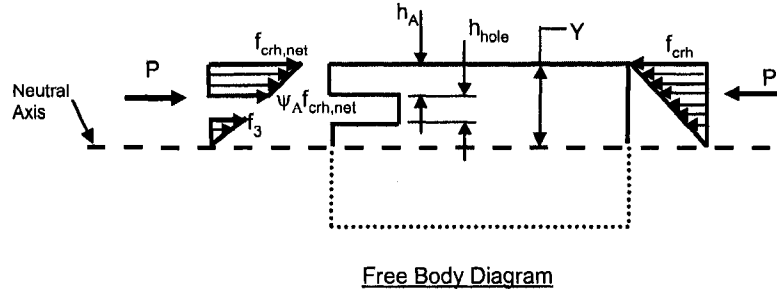 h_A
h_hole
Y
f_crh,net
f_crh
P
P
Neutral
Axis
Ψ_A f_crh,net
f_3
Free Body Diagram